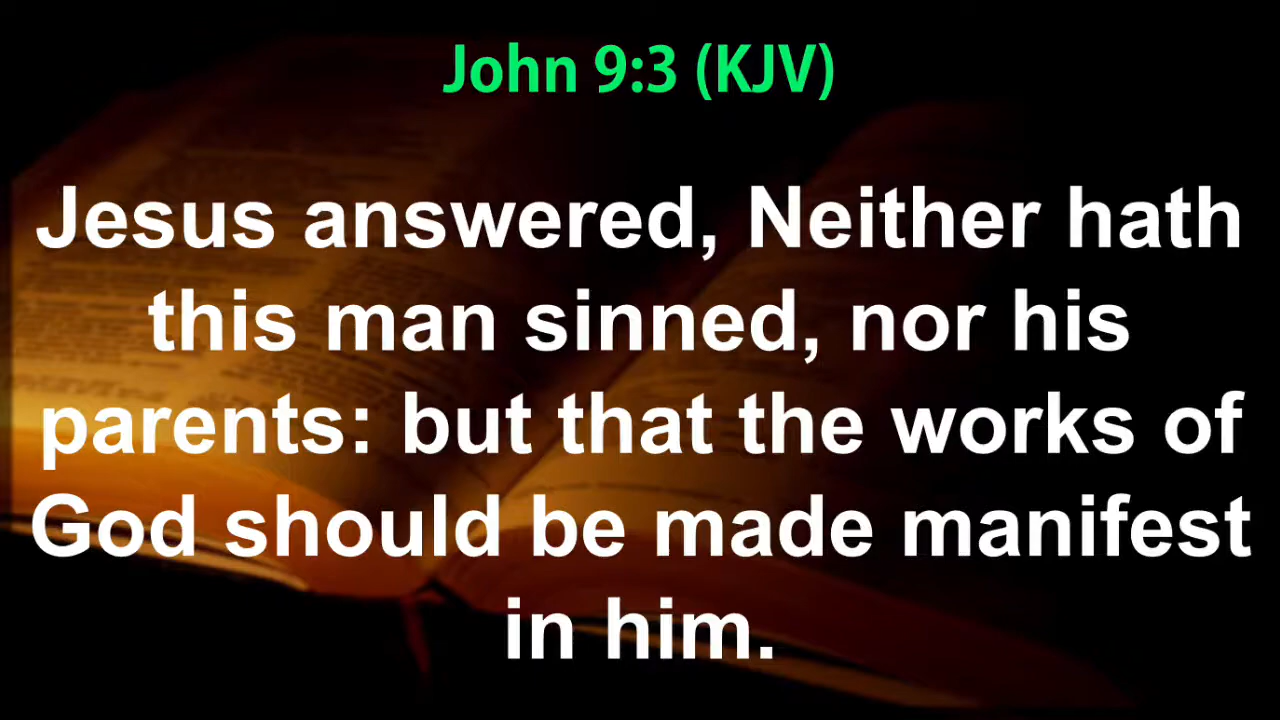 John 9:3 (KJV)
Jesus answered, Neither hath
this man sinned, nor his
parents: but that the works of
God should be made manifest
in him.